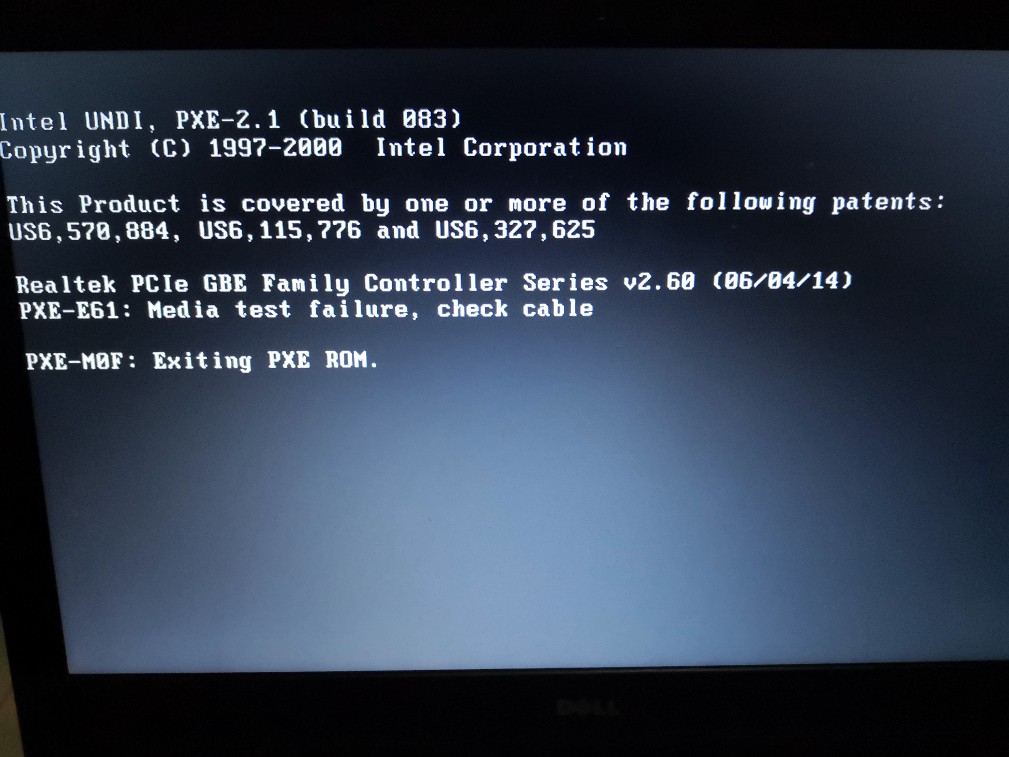 Intel UNDI, PXE-2.1 (build 083)
Copyright (C) 1997-2000  Intel Corporation
This Product is covered by one or more of the following patents:
US6,570,884, US6,115,776 and US6,327,625
Realtek PCIe GBE Family Controller Series v2.60 (06/04/14)
PXE-E61: Media test failure, check cable
PXE-M0F: Exiting PXE ROM.
DELL